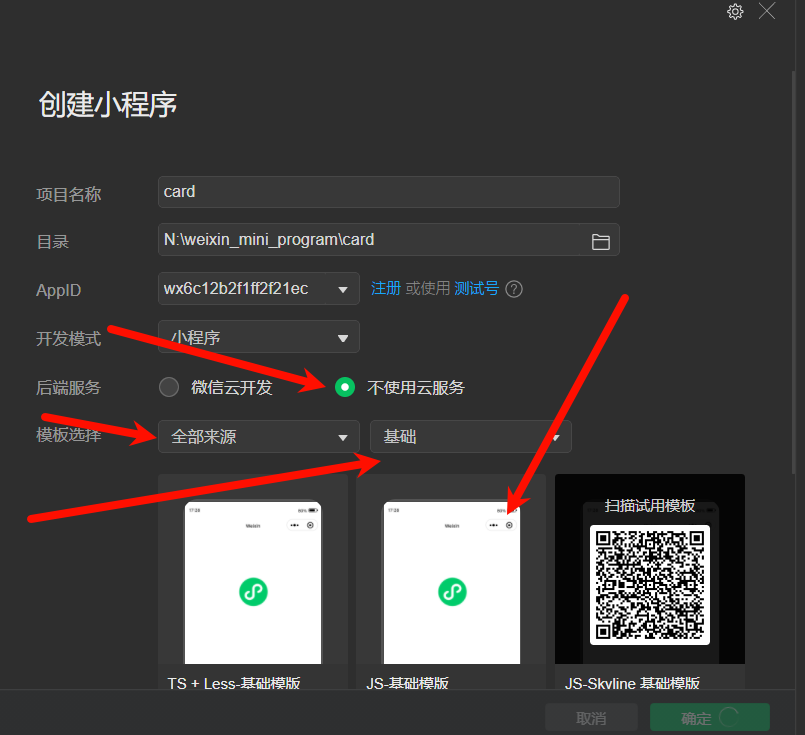 创建小程序
项目名称 card
目录 N:\weixin_mini_program\card
AppID wx6c12b2f1ff2f21ec 注册 或使用 测试号 ?
开发模式 小程序
后端服务 微信云开发 不使用云服务
模板选择 全部来源 基础
扫描试用模板
17:28
Weixin
17:28
Weixin
TS + Less-基础模版 JS-基础模版 JS-Skyline 基础模版
取消 确定